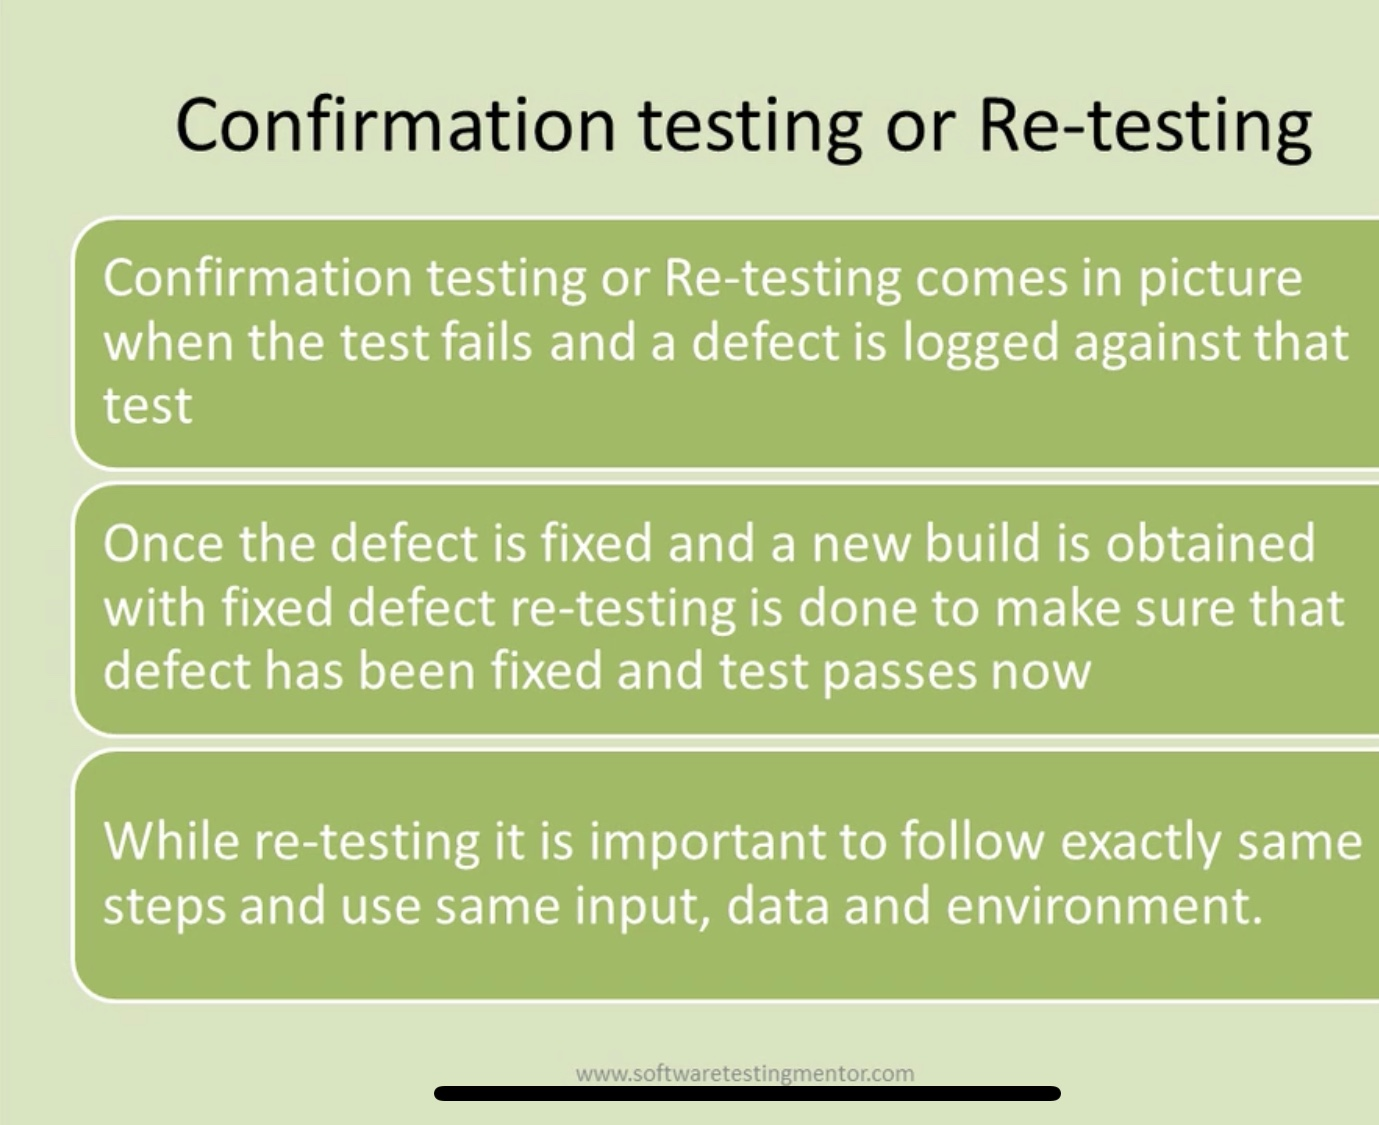 Confirmation testing or Re-testing
Confirmation testing or Re-testing comes in picture
when the test fails and a defect is logged against that
test
Once the defect is fixed and a new build is obtained
with fixed defect re-testing is done to make sure that
defect has been fixed and test passes now
While re-testing it is important to follow exactly same
steps and use same input, data and environment.
www.softwaretestingmentor.com